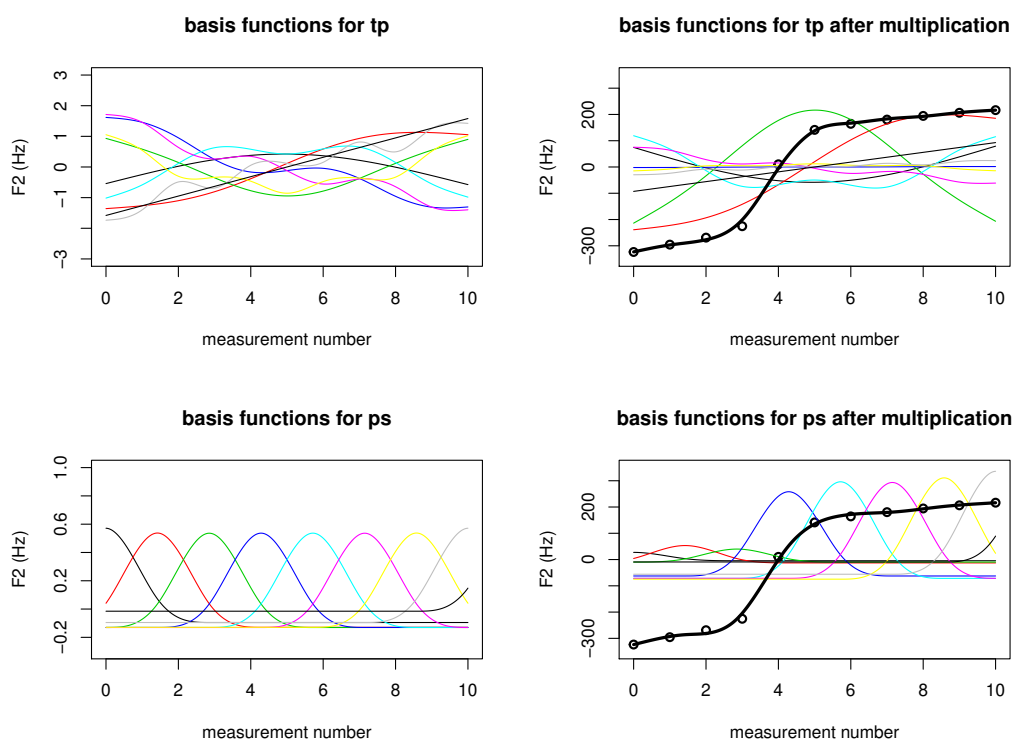 basis functions for tp
3
2
1
0
−1
−3
F2 (Hz)
0 2 4 6 8 10
measurement number
basis functions for tp after multiplication
200
0
−300
F2 (Hz)
0 2 4 6 8 10
measurement number
basis functions for ps
1.0
0.6
0.2
−0.2
F2 (Hz)
0 2 4 6 8 10
measurement number
basis functions for ps after multiplication
200
0
−300
F2 (Hz)
0 2 4 6 8 10
measurement number